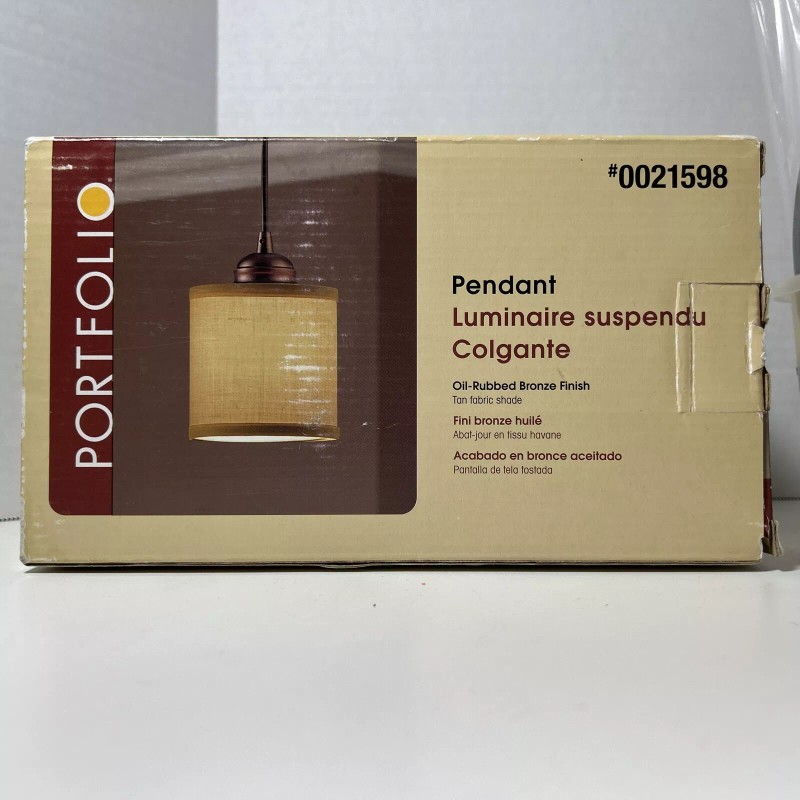 PORTFOLIO
#0021598
Pendant
Luminaire suspendu
Colgante
Oil-Rubbed Bronze Finish
Tan fabric shade
Fini bronze huilé
Abat-jour en tissu havane
Acabado en bronce aceitado
Pantalla de tela tostada